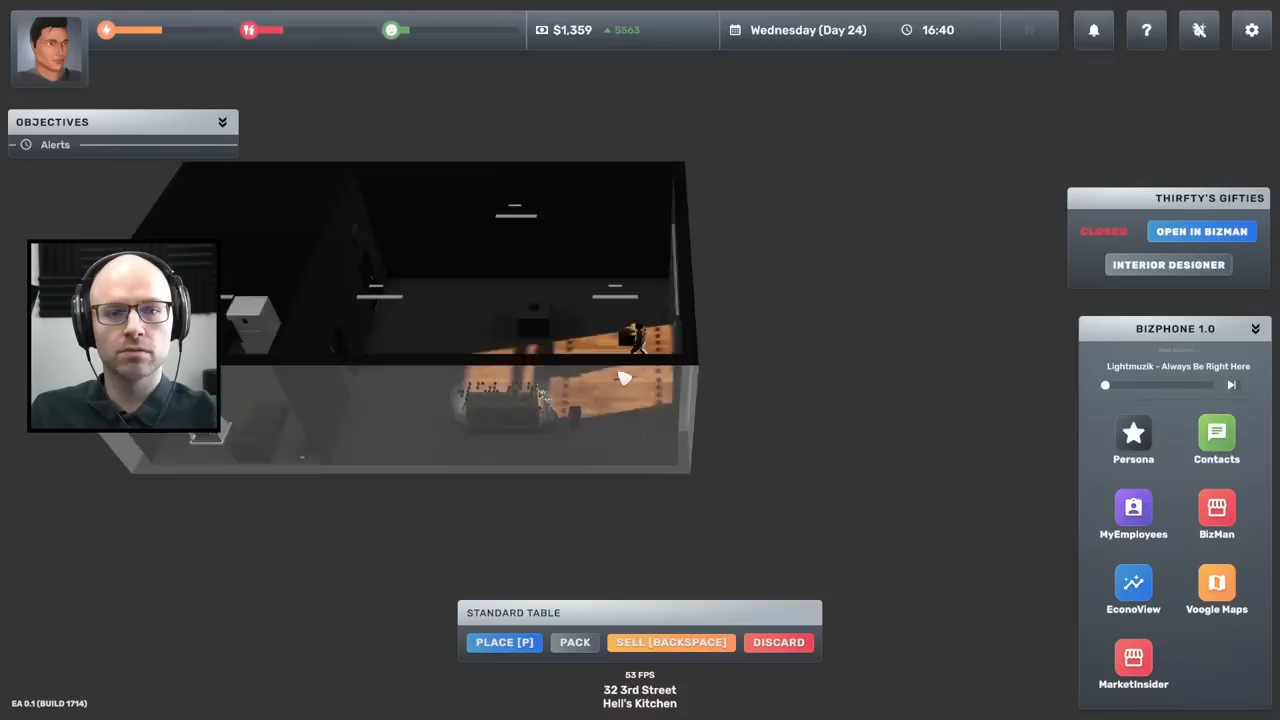 $1,359
$563
Wednesday (Day 24)
16:40
?
OBJECTIVES
Alerts
THIRFTY'S GIFTIES
CLOSED
OPEN IN BIZMAN
INTERIOR DESIGNER
BIZPHONE 1.0
Lightmuzik - Always Be Right Here
Persona
Contacts
MyEmployees
BizMan
EconoView
Voogle Maps
MarketInsider
STANDARD TABLE
PLACE [P]
PACK
SELL [BACKSPACE]
DISCARD
53 FPS
32 3rd Street
Hell's Kitchen
EA 0.1 (BUILD 1714)